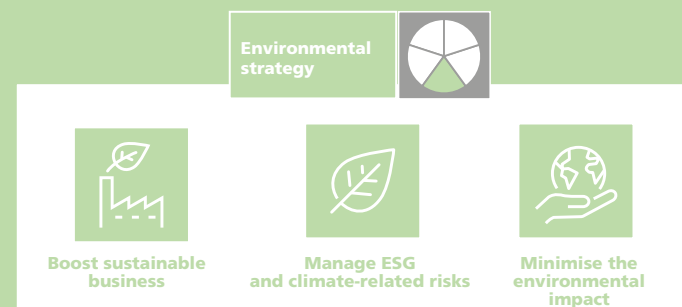 Environmental
strategy
Boost sustainable
business
Manage ESG
and climate-related risks
Minimise the
environmental
impact